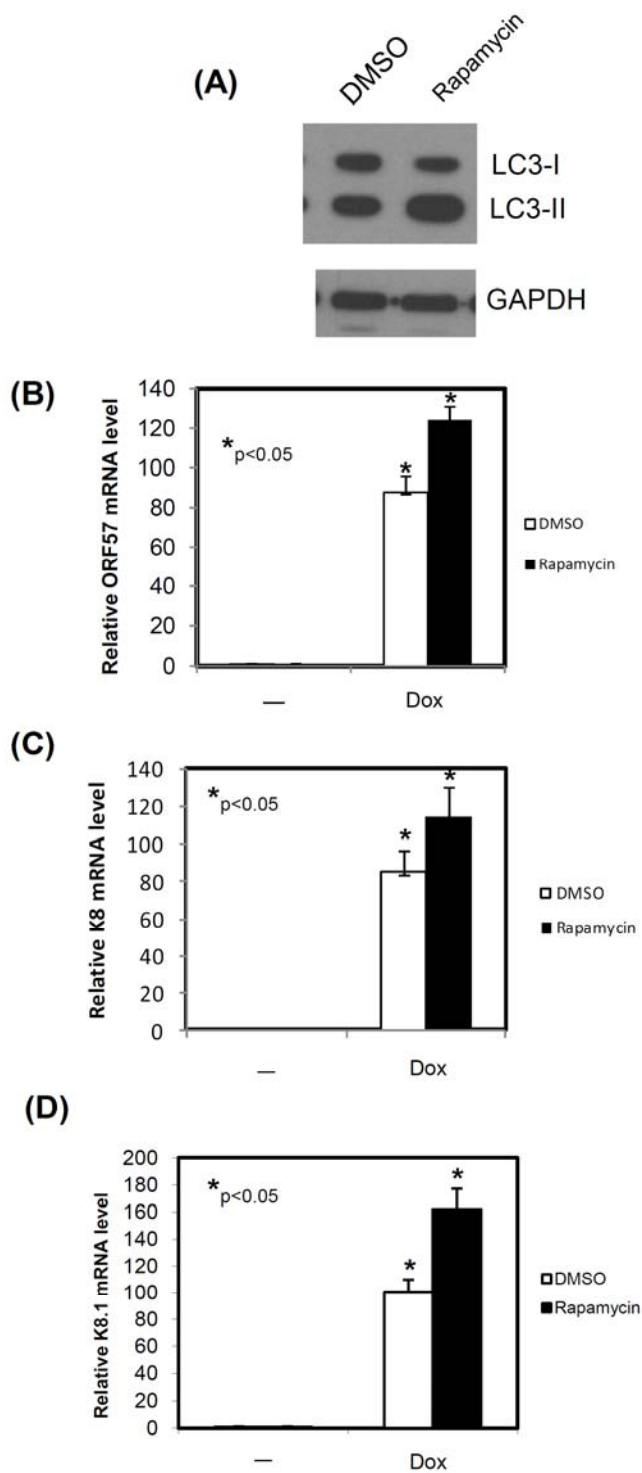 (A)
DMSO
Rapamycin
LC3-I
LC3-II
GAPDH
(B)
Relative ORF57 mRNA level
140
120
100
80
60
40
20
0
*p<0.05
*
*
—
Dox
DMSO
Rapamycin
(C)
Relative K8 mRNA level
140
120
100
80
60
40
20
0
*p<0.05
*
*
—
Dox
DMSO
Rapamycin
(D)
Relative K8.1 mRNA level
200
180
160
140
120
100
80
60
40
20
0
*p<0.05
*
*
—
Dox
DMSO
Rapamycin